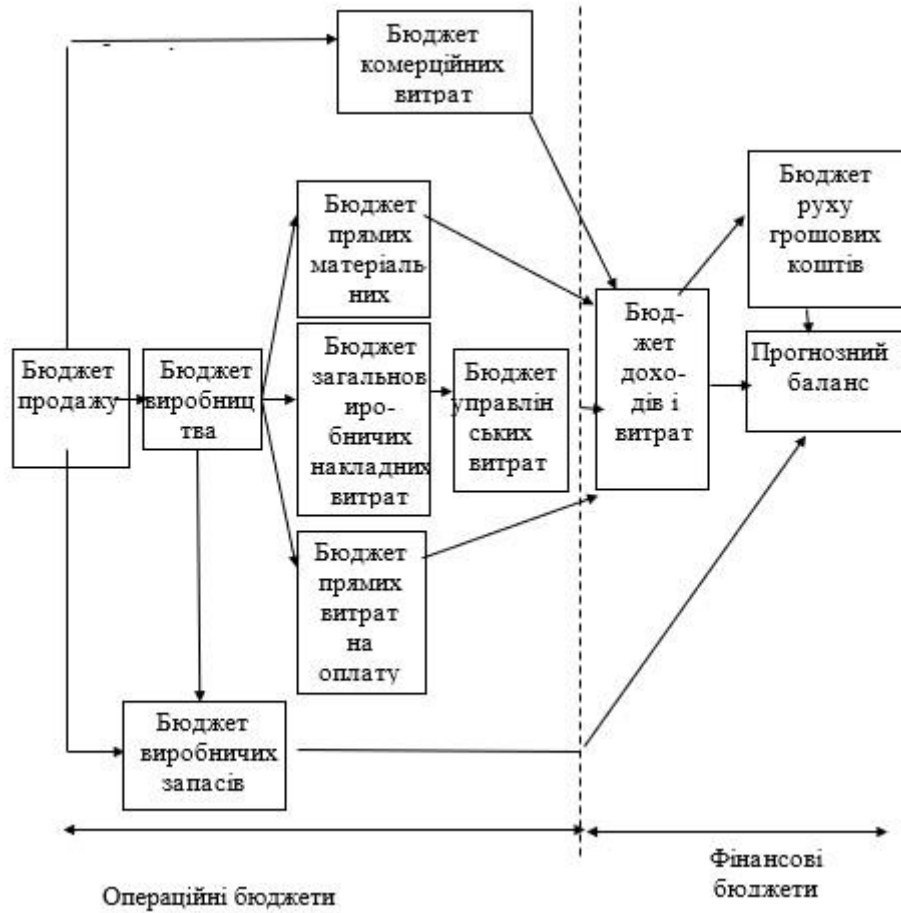 Бюджет
комерційних
витрат
Бюджет
прямих
матеріаль-
них
Бюджет
руху
грошових
коштів
Бюджет
продажу
Бюджет
виробниц
тва
Бюджет
загальнов
иро-
бничих
накладних
витрат
Бюджет
управлін
ських
витрат
Бюд-
жет
дохо-
дів і
витрат
Прогнозний
баланс
Бюджет
прямих
витрат
на
оплату
Бюджет
виробничих
запасів
Операційні бюджети
Фінансові
бюджети